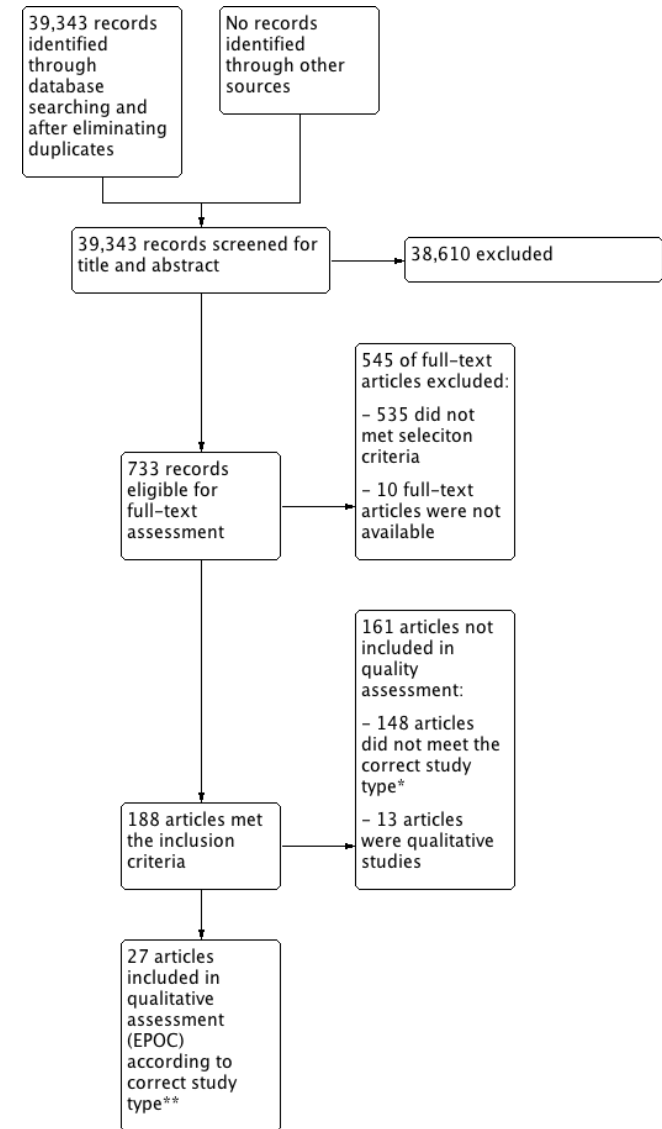 39,343 records
identified
through
database
searching and
after eliminating
duplicates
No records
identified
through other
sources
39,343 records screened for
title and abstract
38,610 excluded
545 of full-text
articles excluded:
- 535 did not
met seleciton
criteria
- 10 full-text
articles were not
available
733 records
eligible for
full-text
assessment
161 articles not
included in
quality
assessment:
- 148 articles
did not meet the
correct study
type*
- 13 articles
were qualitative
studies
188 articles met
the inclusion
criteria
27 articles
included in
qualitative
assessment
(EPOC)
according to
correct study
type**